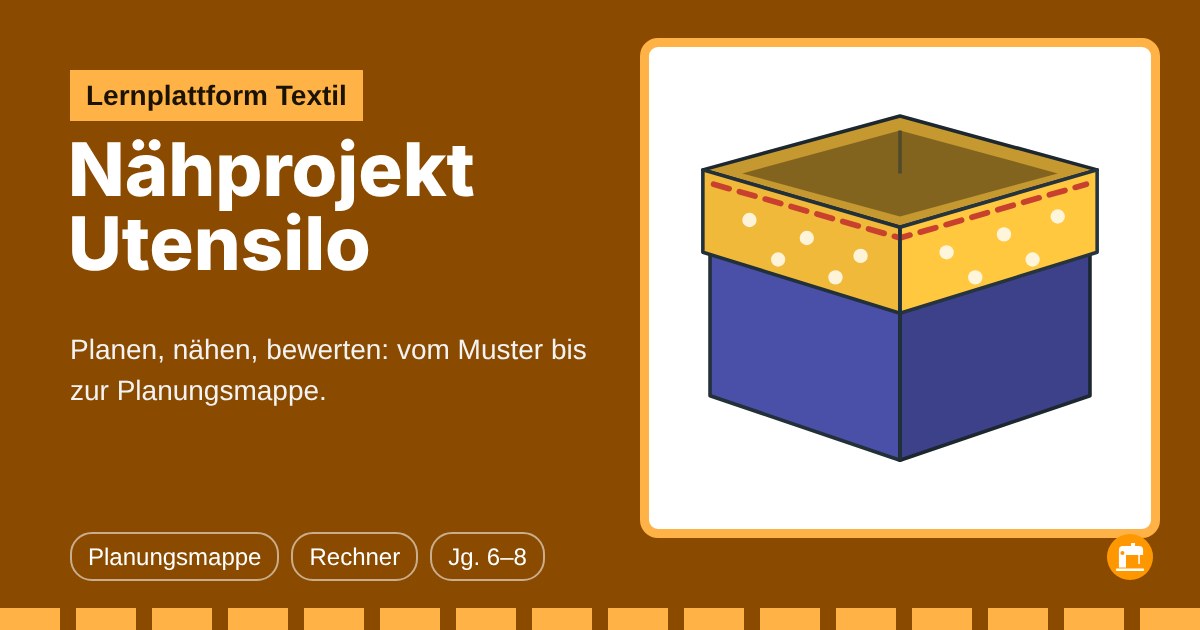 Lernplattform Textil
Nähprojekt
Utensilo
Planen, nähen, bewerten: vom Muster bis
zur Planungsmappe.
Planungsmappe
Rechner
Jg. 6–8